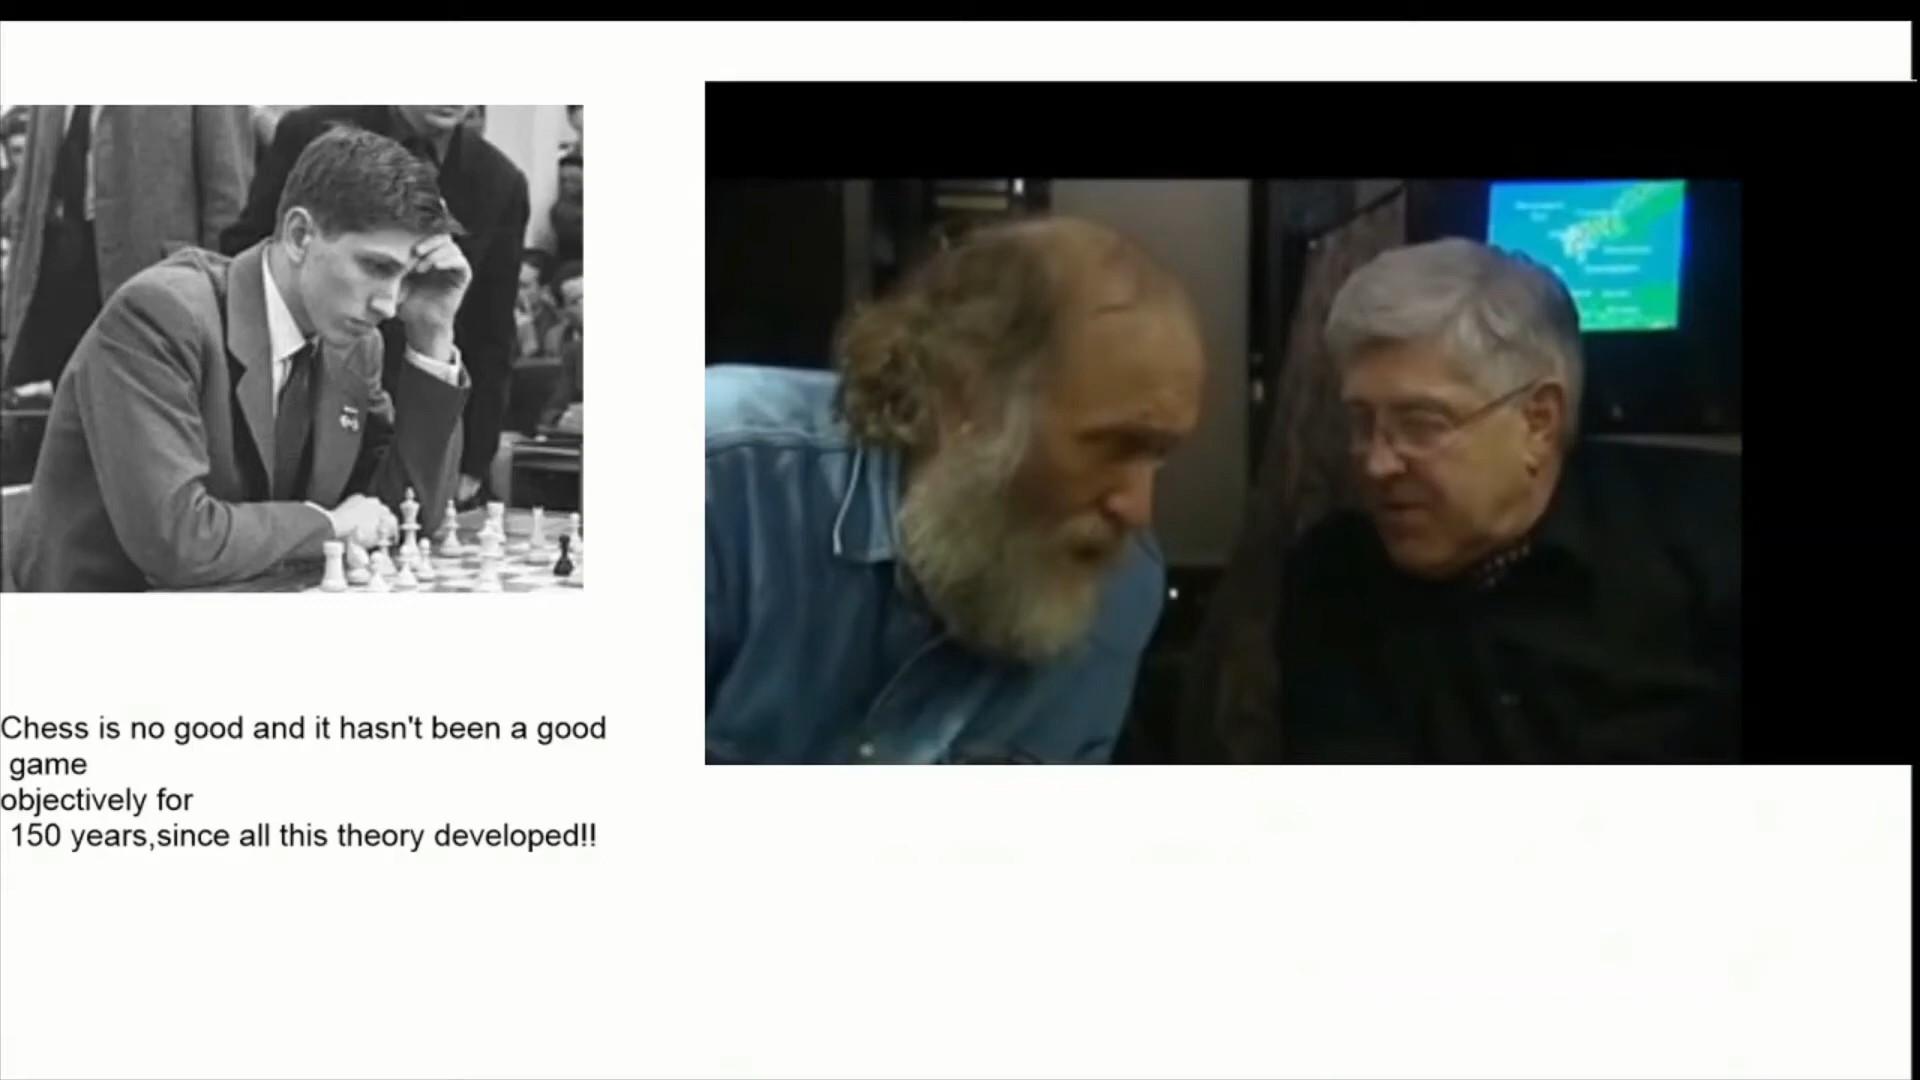 Chess is no good and it hasn't been a good
game
objectively for
150 years,since all this theory developed!!